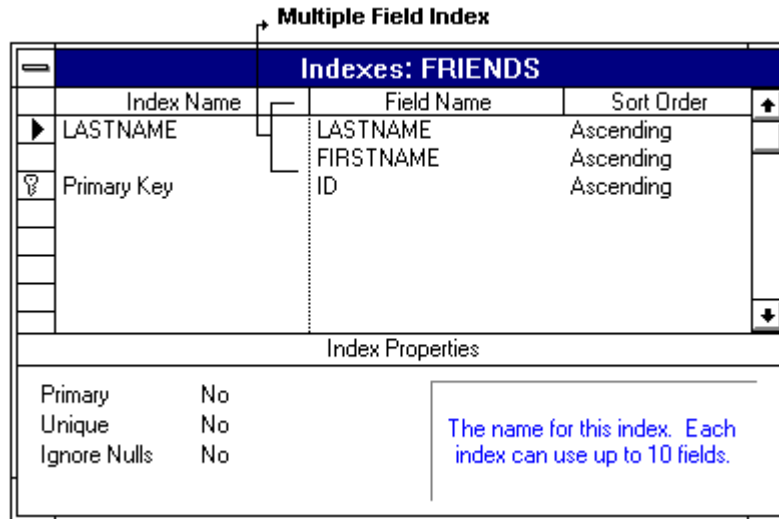 Multiple Field Index
Indexes: FRIENDS
Index Name Field Name Sort Order
LASTNAME LASTNAME Ascending
FIRSTNAME Ascending
Primary Key ID Ascending
Index Properties
Primary No
Unique No
Ignore Nulls No
The name for this index. Each
index can use up to 10 fields.